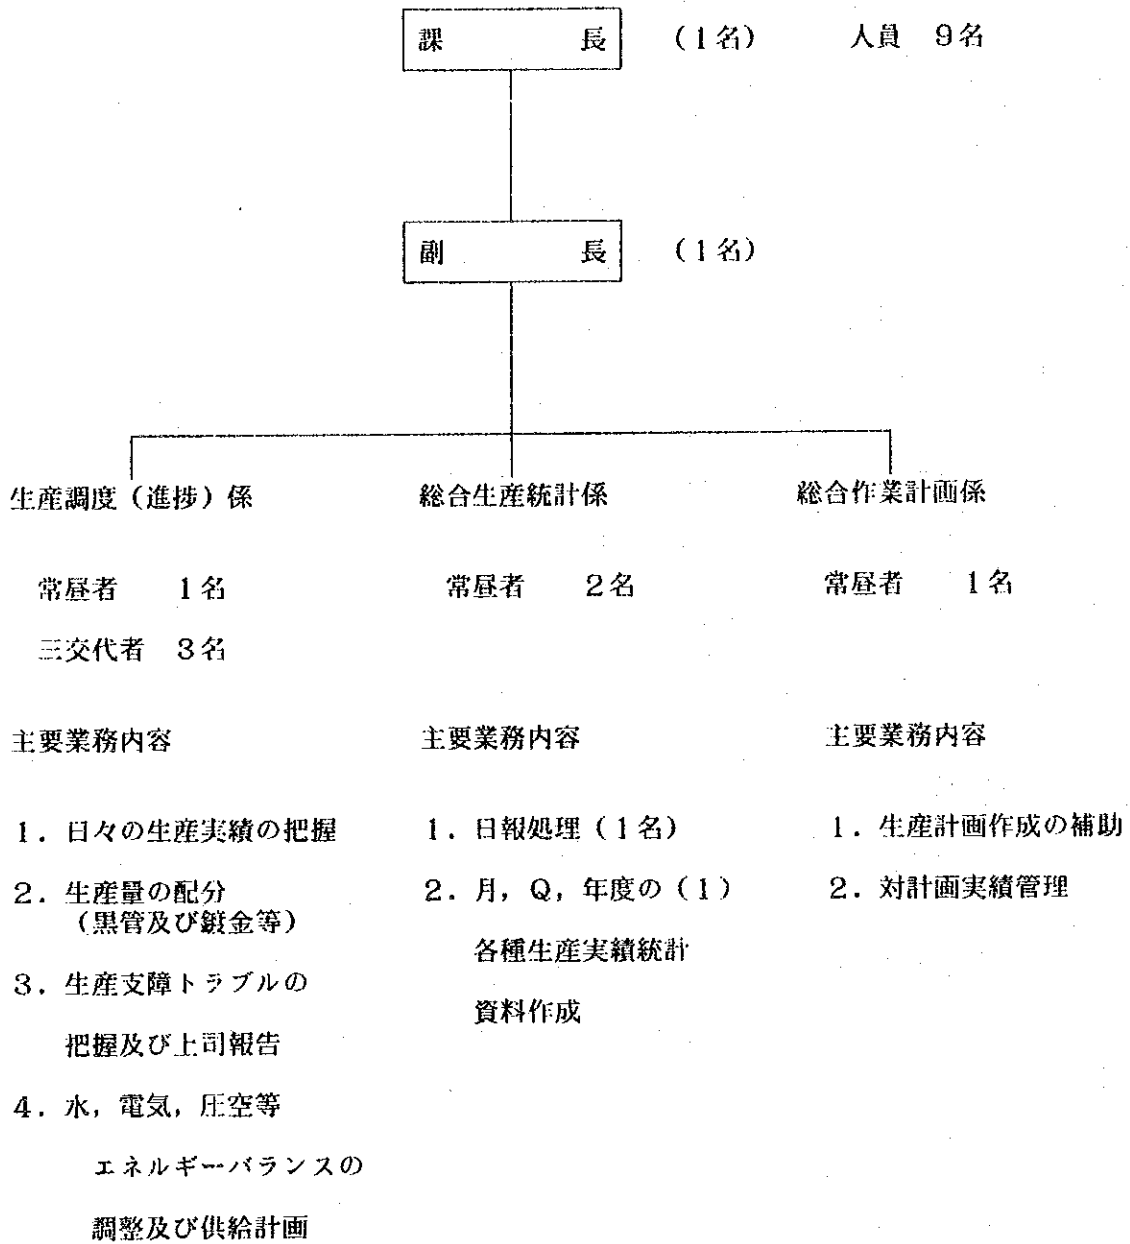 課　長　(1名)　人員　9名
副　長　(1名)
生産調度(進捗)係
常昼者　1名
三交代者　3名
主要業務内容
1. 日々の生産実績の把握
2. 生産量の配分
(黒管及び鍍金等)
3. 生産支障トラブルの
把握及び上司報告
4. 水, 電気, 圧空等
エネルギーバランスの
調整及び供給計画
総合生産統計係
常昼者　2名
主要業務内容
1. 日報処理(1名)
2. 月, Q, 年度の(1)
各種生産実績統計
資料作成
総合作業計画係
常昼者　1名
主要業務内容
1. 生産計画作成の補助
2. 対計画実績管理